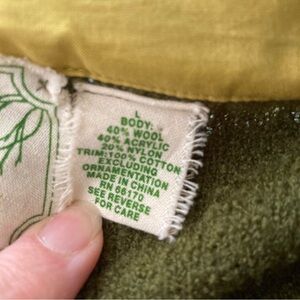 L
BODY:
40% WOOL
40% ACRYLIC
20% NYLON
TRIM:100% COTTON
EXCLUDING
ORNAMENTATION
MADE IN CHINA
RN 66170
SEE REVERSE
FOR CARE